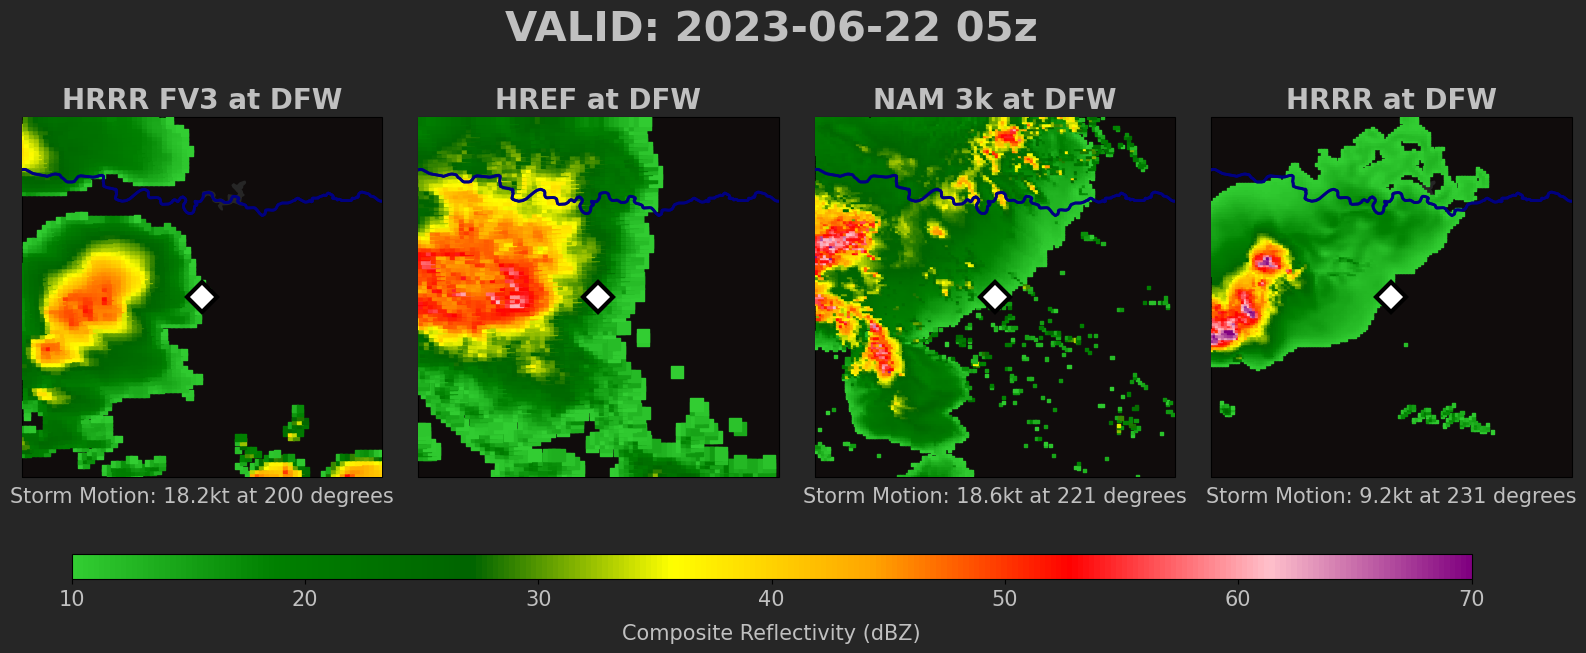 VALID: 2023-06-22 05z
HRRR FV3 at DFW
HREF at DFW
NAM 3k at DFW
HRRR at DFW
Storm Motion: 18.2kt at 200 degrees
Storm Motion: 18.6kt at 221 degrees
Storm Motion: 9.2kt at 231 degrees
10 20 30 40 50 60 70
Composite Reflectivity (dBZ)